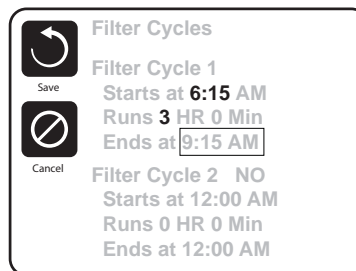 Filter Cycles
Save
Cancel
Filter Cycle 1
Starts at 6:15 AM
Runs 3 HR 0 Min
Ends at 9:15 AM
Filter Cycle 2 NO
Starts at 12:00 AM
Runs 0 HR 0 Min
Ends at 12:00 AM